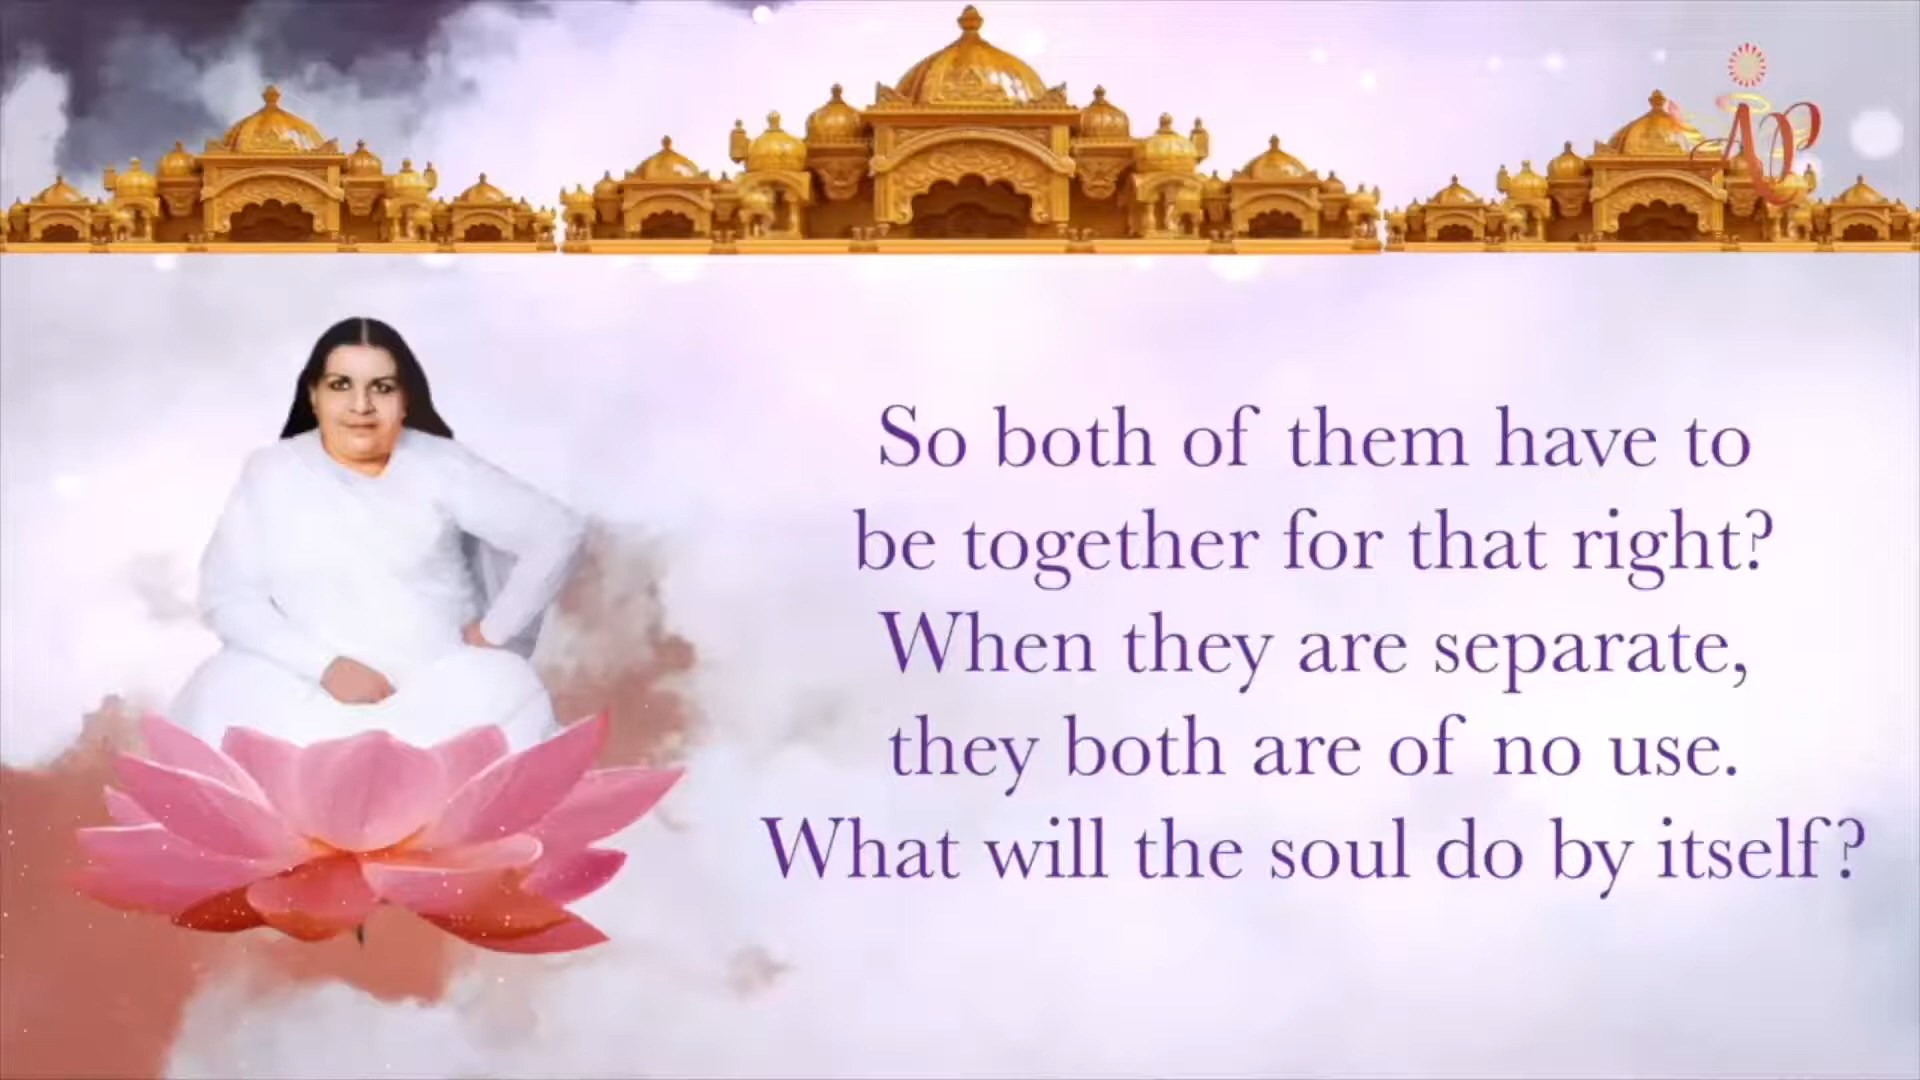 So both of them have to
be together for that right?
When they are separate,
they both are of no use.
What will the soul do by itself?